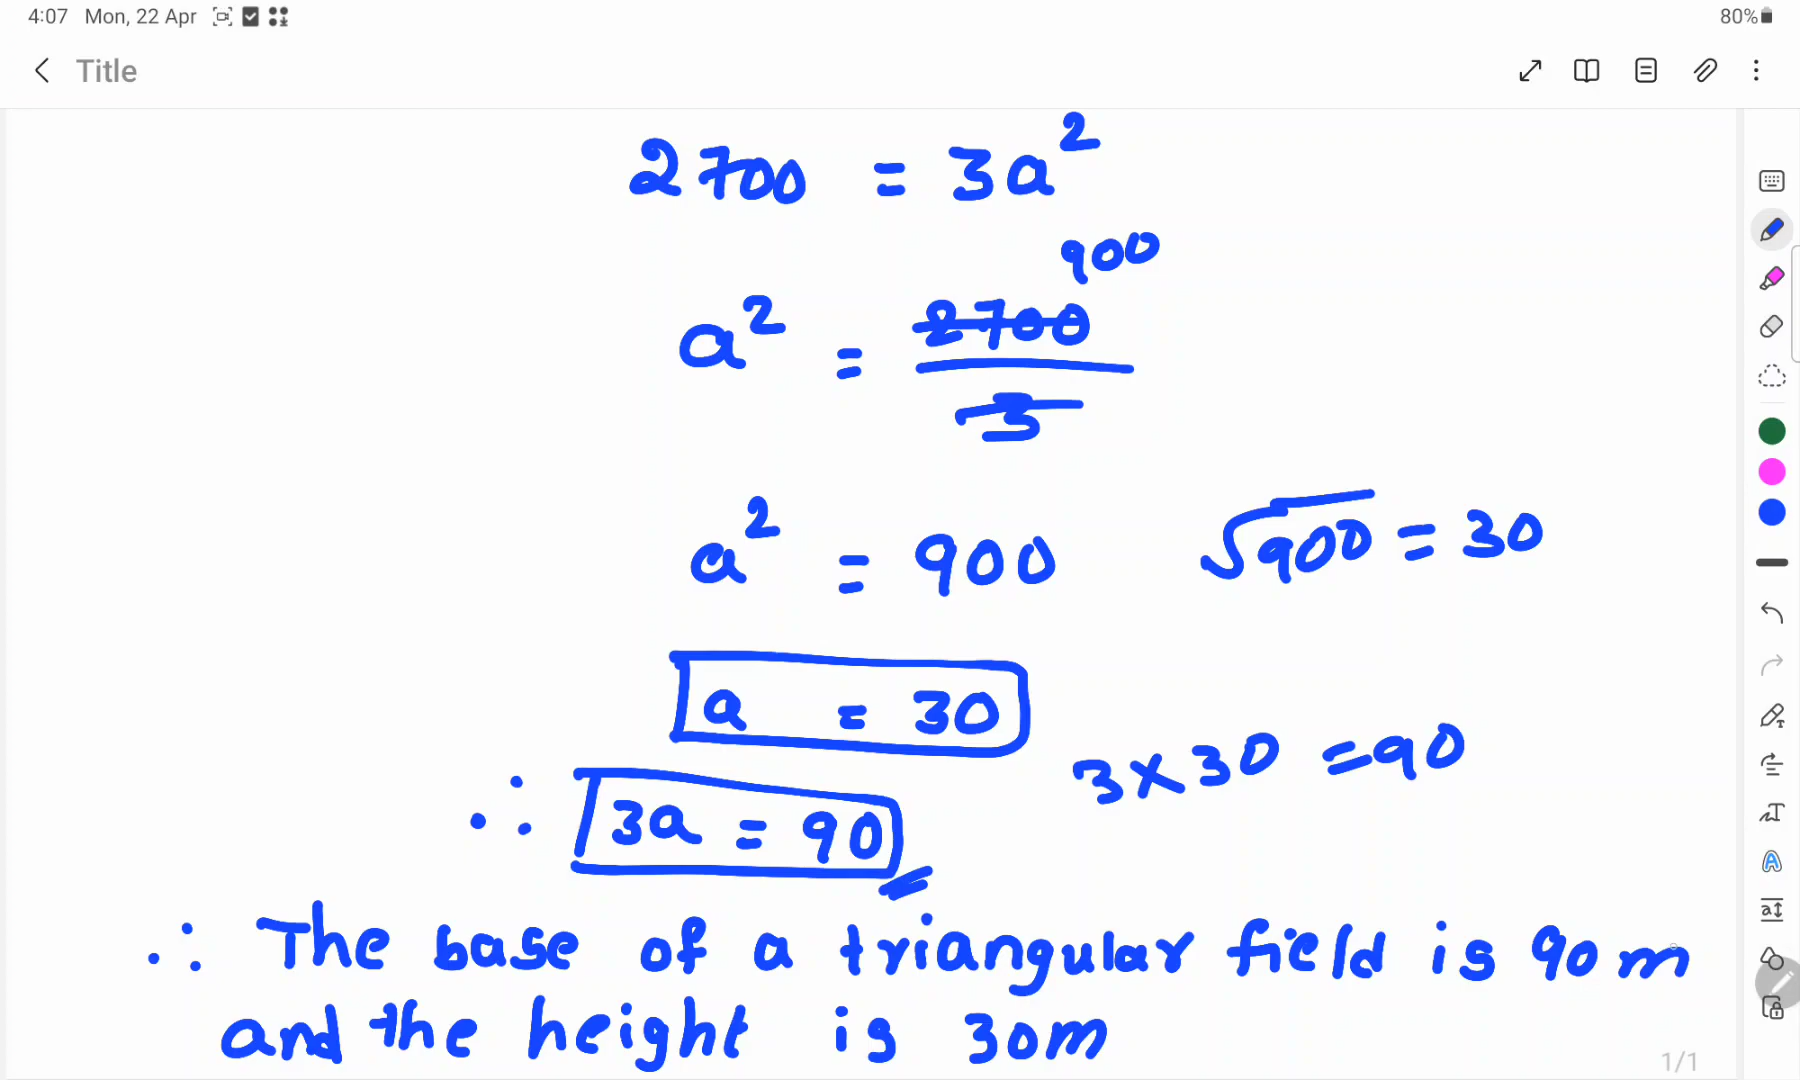 4:07 Mon, 22 Apr 80%
Title
2700 = 3a²
900
a² = 2700
3
a² = 900 √900 = 30
a = 30
3 × 30 = 90
∴ 3a = 90
∴ The base of a triangular field is 90m
and the height is 30m
1/1